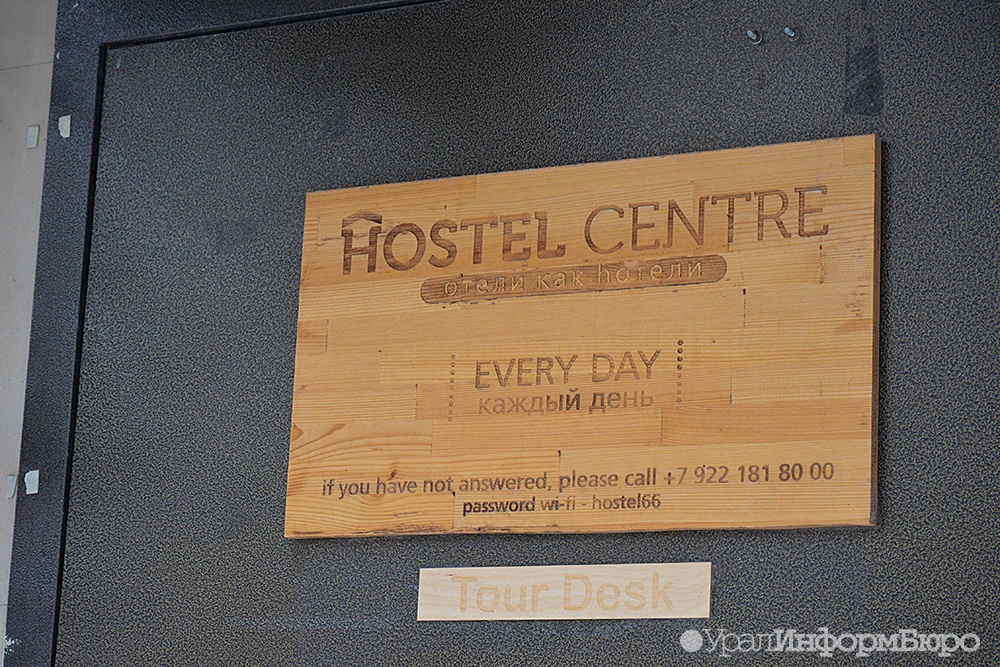 HOSTEL CENTRE
отели как hотели
EVERY DAY
каждый день
if you have not answered, please call +7 922 181 80 00
password wi-fi - hostel66
Tour Desk
УралИнформБюро